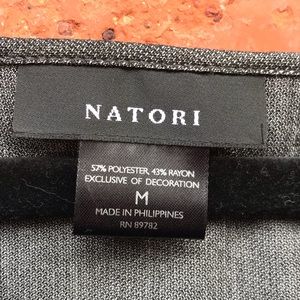 NATORI
57% POLYESTER, 43% RAYON
EXCLUSIVE OF DECORATION
M
MADE IN PHILIPPINES
RN 89782